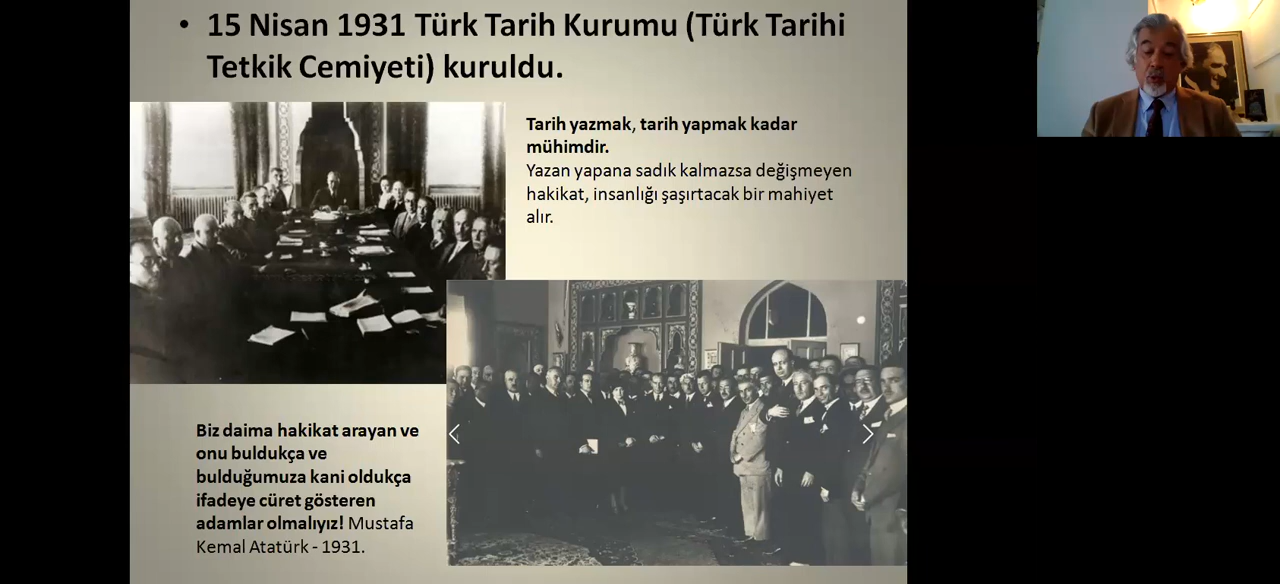 • 15 Nisan 1931 Türk Tarih Kurumu (Türk Tarihi
Tetkik Cemiyeti) kuruldu.
Tarih yazmak, tarih yapmak kadar
mühimdir.
Yazan yapana sadık kalmazsa değişmeyen
hakikat, insanlığı şaşırtacak bir mahiyet
alır.
Biz daima hakikat arayan ve
onu buldukça ve
bulduğumuza kani oldukça
ifadeye cüret gösteren
adamlar olmalıyız! Mustafa
Kemal Atatürk - 1931.